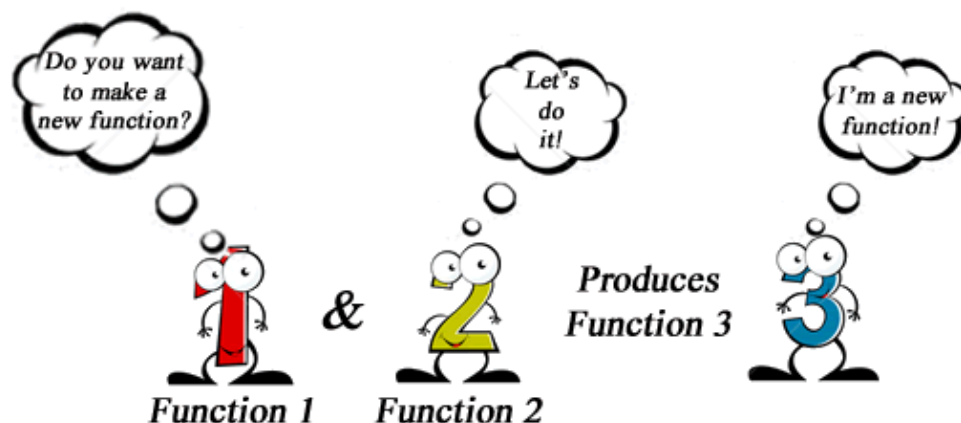 Do you want
to make a
new function?
Let's
do
it!
I'm a new
function!
&
Produces
Function 3
Function 1
Function 2